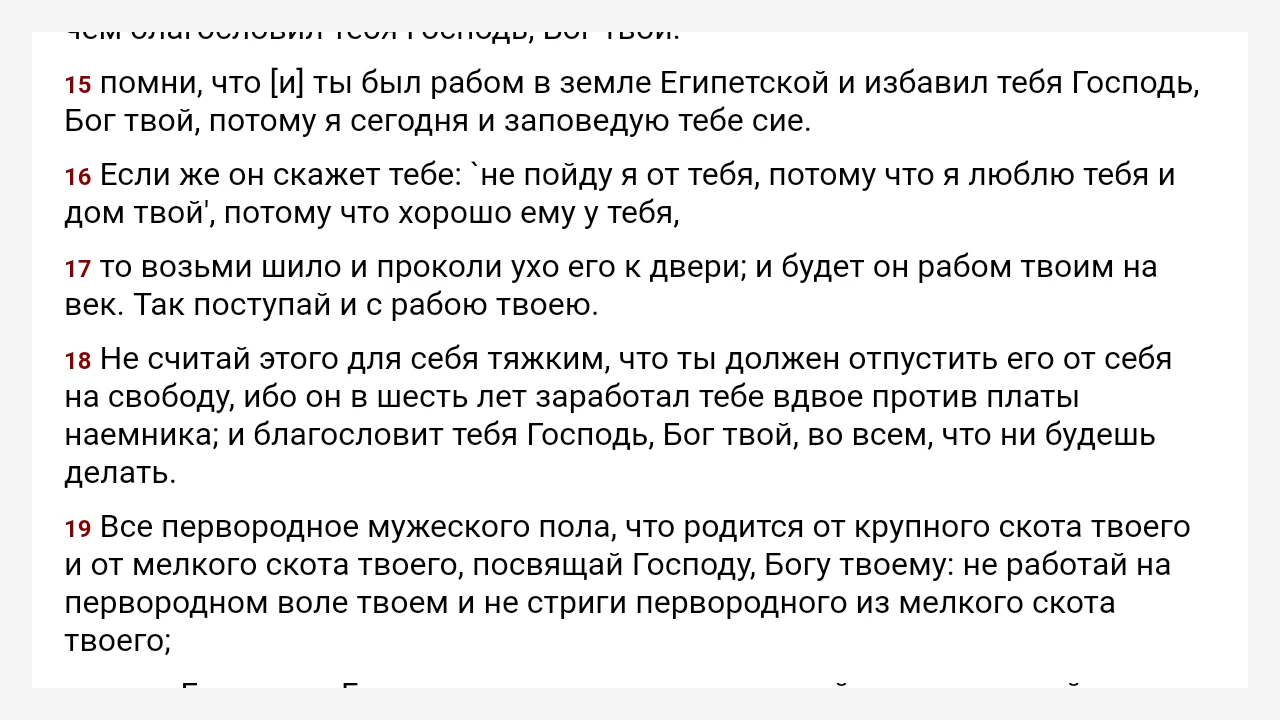 чем благословил тебя Господь, Бог твой:
15 помни, что [и] ты был рабом в земле Египетской и избавил тебя Господь,
Бог твой, потому я сегодня и заповедую тебе сие.
16 Если же он скажет тебе: `не пойду я от тебя, потому что я люблю тебя и
дом твой', потому что хорошо ему у тебя,
17 то возьми шило и проколи ухо его к двери; и будет он рабом твоим на
век. Так поступай и с рабою твоею.
18 Не считай этого для себя тяжким, что ты должен отпустить его от себя
на свободу, ибо он в шесть лет заработал тебе вдвое против платы
наемника; и благословит тебя Господь, Бог твой, во всем, что ни будешь
делать.
19 Все первородное мужеского пола, что родится от крупного скота твоего
и от мелкого скота твоего, посвящай Господу, Богу твоему: не работай на
первородном воле твоем и не стриги первородного из мелкого скота
твоего;